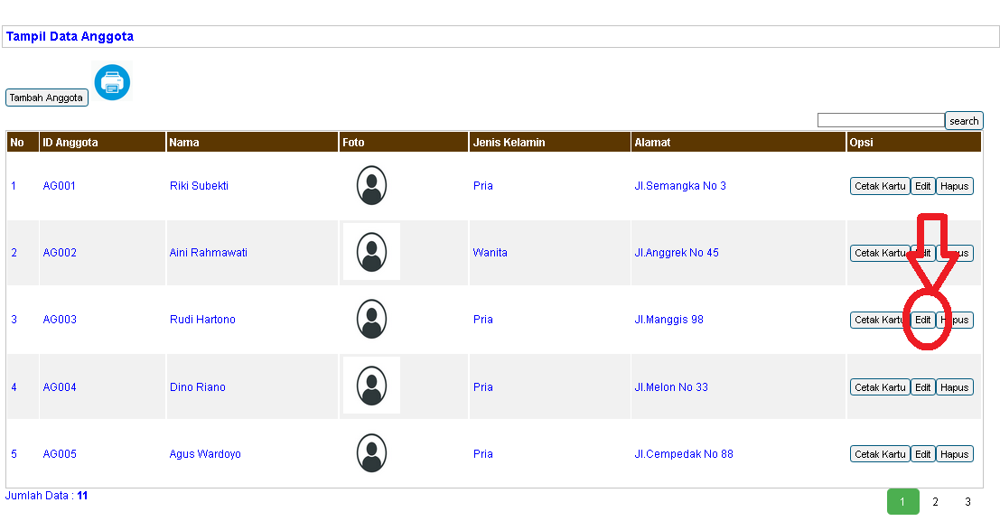 Tampil Data Anggota
Tambah Anggota
search
No ID Anggota Nama Foto Jenis Kelamin Alamat Opsi
1 AG001 Riki Subekti Pria Jl.Semangka No 3 Cetak Kartu Edit Hapus
2 AG002 Aini Rahmawati Wanita Jl.Anggrek No 45 Cetak Kartu
3 AG003 Rudi Hartono Pria Jl.Manggis 98 Cetak Kartu Edit Hapus
4 AG004 Dino Riano Pria Jl.Melon No 33 Cetak Kartu Edit Hapus
5 AG005 Agus Wardoyo Pria Jl.Cempedak No 88 Cetak Kartu Edit Hapus
Jumlah Data : 11
1 2 3